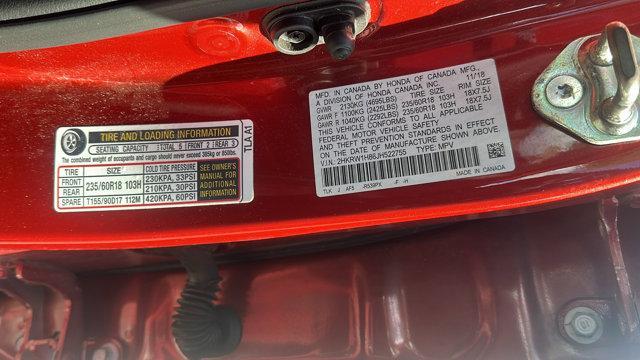 TIRE AND LOADING INFORMATION
SEATING CAPACITY TOTAL 5 FRONT 2 REAR 3
The combined weight of occupants and cargo should never exceed 385kg or 850lbs.
TIRE SIZE COLD TIRE PRESSURE
FRONT 235/60R18 103H 230KPA, 33PSI
REAR 210KPA, 30PSI
SPARE T155/90D17 112M 420KPA, 60PSI
SEE OWNER'S
MANUAL FOR
ADDITIONAL
INFORMATION
TLA A1
MFD. IN CANADA BY HONDA OF CANADA MFG.,
A DIVISION OF HONDA CANADA INC. 11/18
GVWR 2130KG (4695LBS) TIRE SIZE RIM SIZE
GAWR F 1100KG (2425LBS) 235/60R18 103H 18X7.5J
GAWR R 1040KG (2292LBS) 235/60R18 103H 18X7.5J
THIS VEHICLE CONFORMS TO ALL APPLICABLE
FEDERAL MOTOR VEHICLE SAFETY
AND THEFT PREVENTION STANDARDS IN EFFECT
ON THE DATE OF MANUFACTURE SHOWN ABOVE.
V.I.N.: 2HKRW1H86JH522755 TYPE: MPV
TLK J AF5 R539PX F H
MADE IN CANADA